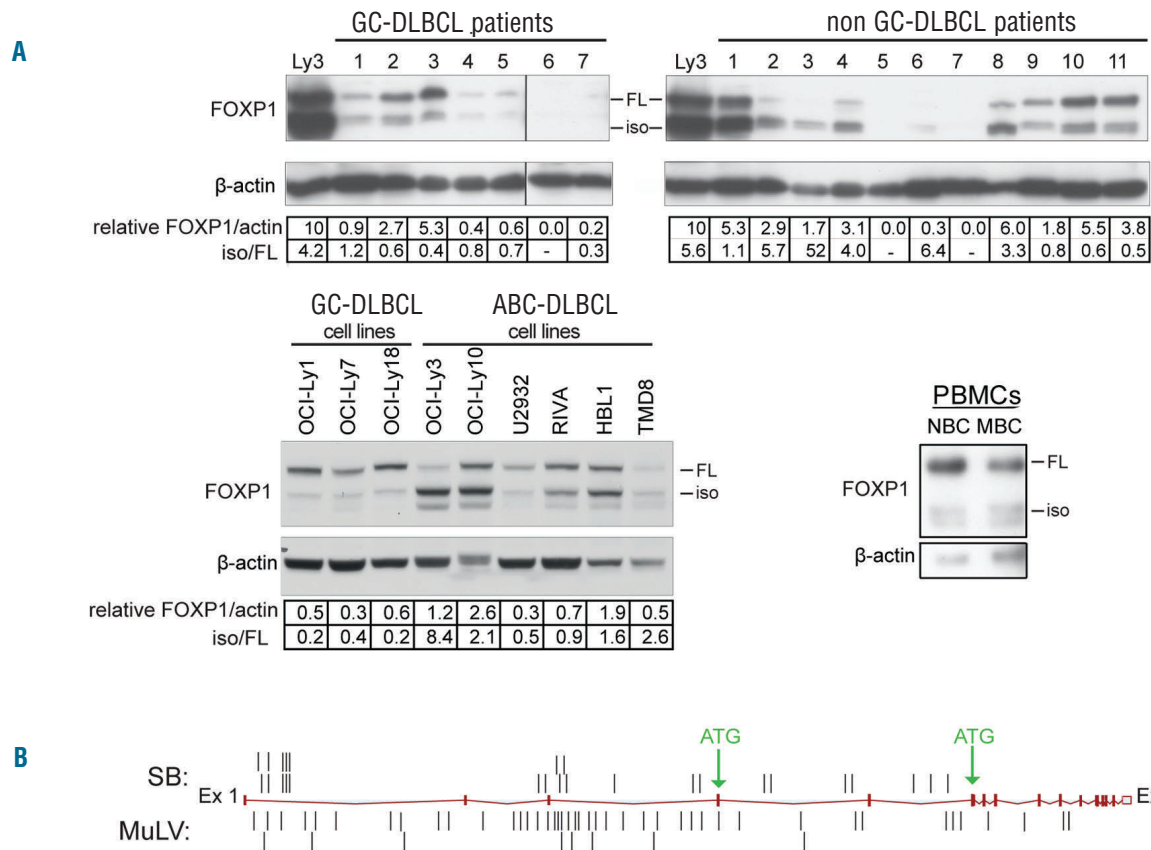 A
GC-DLBCL patients
non GC-DLBCL patients
Ly3 1 2 3 4 5 6 7
Ly3 1 2 3 4 5 6 7 8 9 10 11
FOXP1
FL
iso
β-actin
relative FOXP1/actin 10 0.9 2.7 5.3 0.4 0.6 0.0 0.2
iso/FL 4.2 1.2 0.6 0.4 0.8 0.7 - 0.3
10 5.3 2.9 1.7 3.1 0.0 0.3 0.0 6.0 1.8 5.5 3.8
5.6 1.1 5.7 52 4.0 - 6.4 - 3.3 0.8 0.6 0.5
GC-DLBCL
cell lines
ABC-DLBCL
cell lines
OCI-Ly1 OCI-Ly7 OCI-Ly18 OCI-Ly3 OCI-Ly10 U2932 RIVA HBL1 TMD8
FOXP1
FL
iso
β-actin
relative FOXP1/actin 0.5 0.3 0.6 1.2 2.6 0.3 0.7 1.9 0.5
iso/FL 0.2 0.4 0.2 8.4 2.1 0.5 0.9 1.6 2.6
PBMCs
NBC MBC
FOXP1
FL
iso
β-actin
B
ATG
ATG
SB:
Ex 1
MuLV: